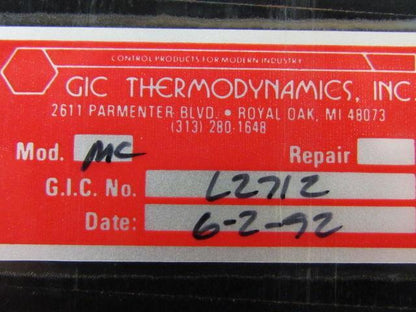 CONTROL PRODUCTS FOR MODERN INDUSTRY
GIC THERMODYNAMICS, INC
2611 PARMENTER BLVD. • ROYAL OAK, MI 48073
(313) 280-1648
Mod. MC Repair
G.I.C. No. L2712
Date: 6-2-92